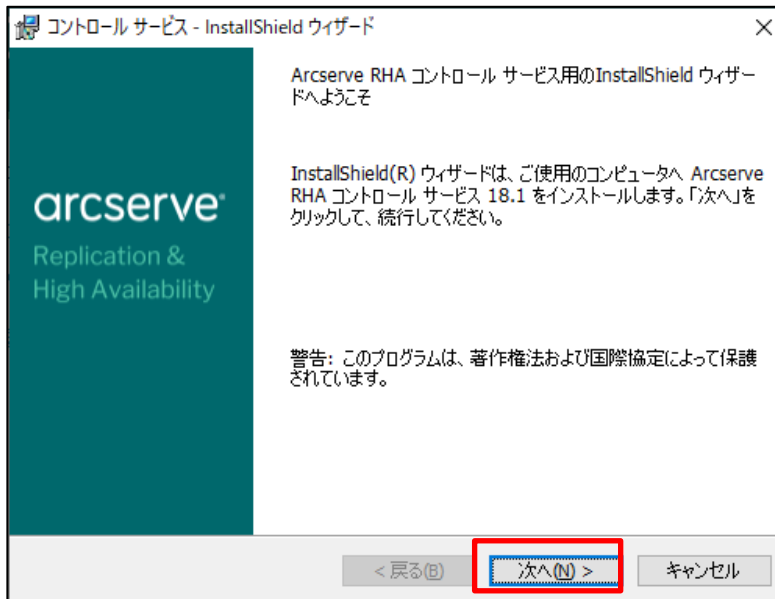 コントロール サービス - InstallShield ウィザード
Arcserve RHA コントロール サービス用のInstallShield ウィザー
ドへようこそ
InstallShield(R) ウィザードは、ご使用のコンピュータへ Arcserve
RHA コントロール サービス 18.1 をインストールします。「次へ」を
クリックして、続行してください。
arcserve®
Replication &
High Availability
警告: このプログラムは、著作権法および国際協定によって保護
されています。
< 戻る(B)
次へ(N) >
キャンセル